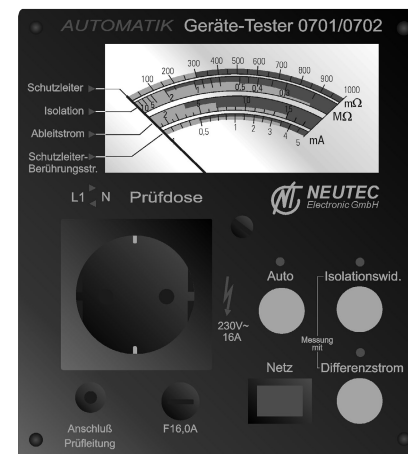 AUTOMATIK Geräte-Tester 0701/0702
100 200 300 400 500 600 700 800 900 1000
mΩ
MΩ
mA
0,5 1 2 3 4 5
Schutzleiter
Isolation
Ableitstrom
Schutzleiter-
Berührungsstr.
L1 N Prüfdose
NEUTEC
Electronic GmbH
230V~
16A
Auto
Isolationswid.
Messung
mit
Netz
Differenzstrom
Anschluß
Prüfleitung
F16,0A